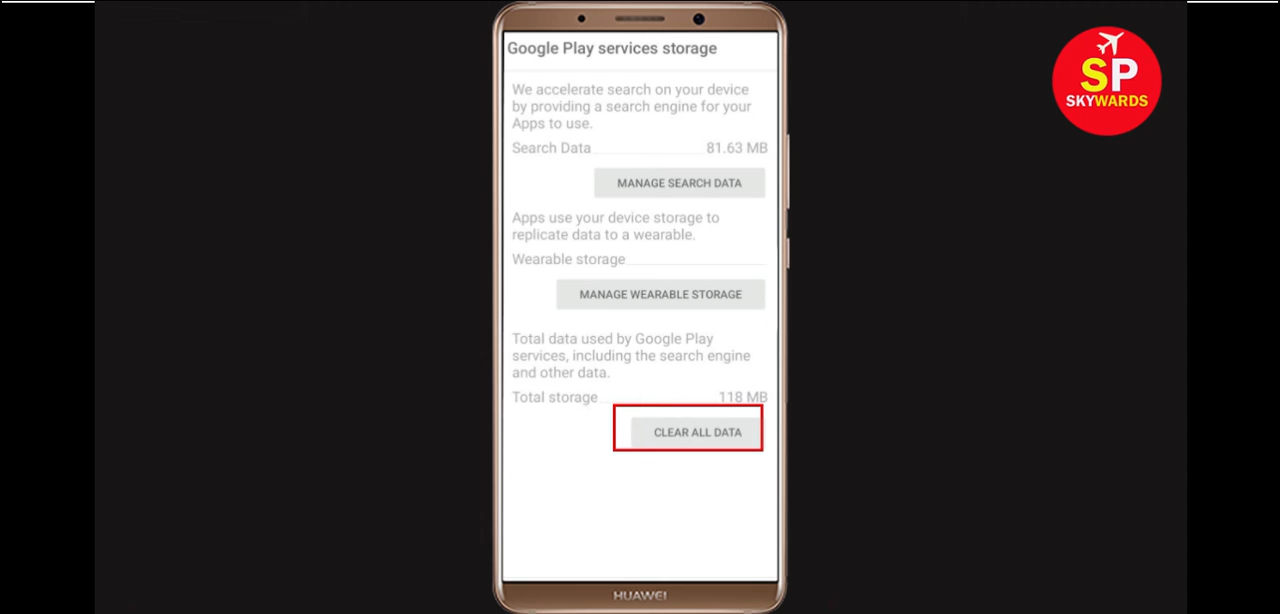 Google Play services storage
We accelerate search on your device
by providing a search engine for your
Apps to use.
Search Data 81.63 MB
MANAGE SEARCH DATA
Apps use your device storage to
replicate data to a wearable.
Wearable storage
MANAGE WEARABLE STORAGE
Total data used by Google Play
services, including the search engine
and other data.
Total storage 118 MB
CLEAR ALL DATA
HUAWEI
SP
SKYWARDS